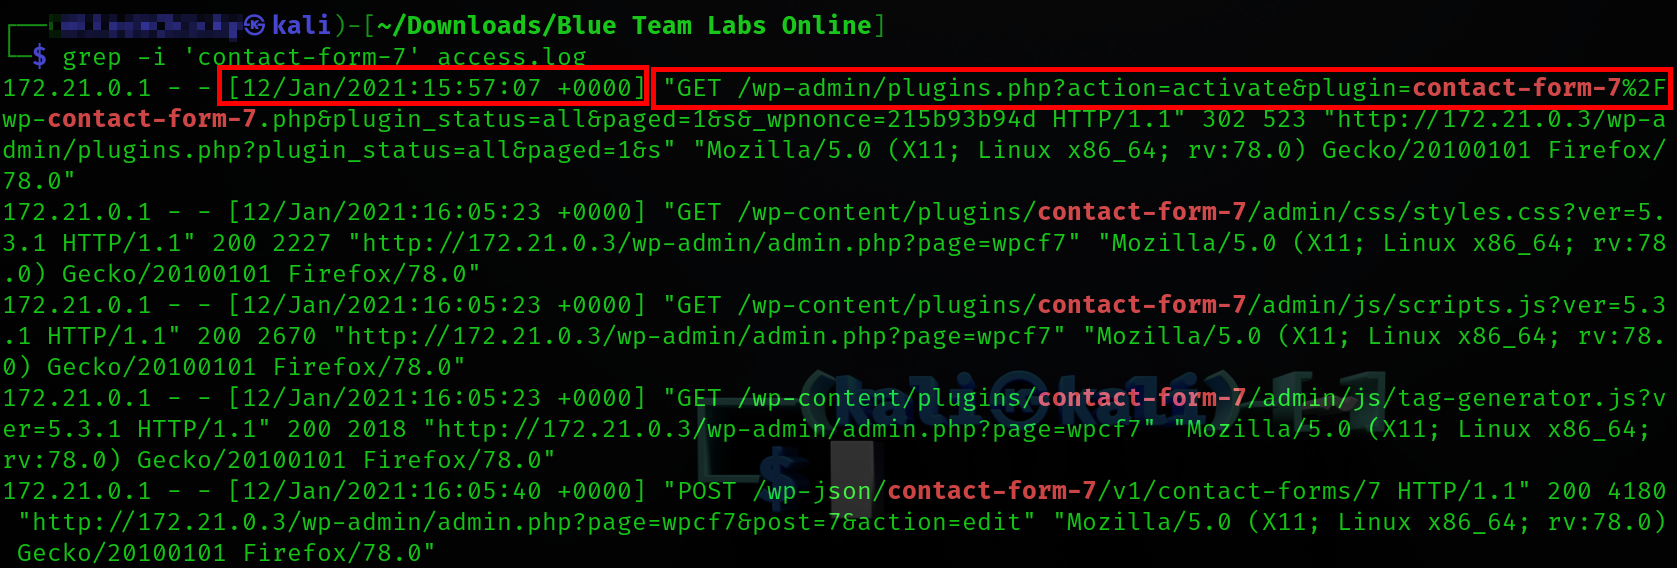 kali)-[~/Downloads/Blue Team Labs Online]
$ grep -i 'contact-form-7' access.log
172.21.0.1 - - [12/Jan/2021:15:57:07 +0000] "GET /wp-admin/plugins.php?action=activate&plugin=contact-form-7%2F
wp-contact-form-7.php&plugin_status=all&paged=1&s&_wpnonce=215b93b94d HTTP/1.1" 302 523 "http://172.21.0.3/wp-a
dmin/plugins.php?plugin_status=all&paged=1&s" "Mozilla/5.0 (X11; Linux x86_64; rv:78.0) Gecko/20100101 Firefox/
78.0"
172.21.0.1 - - [12/Jan/2021:16:05:23 +0000] "GET /wp-content/plugins/contact-form-7/admin/css/styles.css?ver=5.
3.1 HTTP/1.1" 200 2227 "http://172.21.0.3/wp-admin/admin.php?page=wpcf7" "Mozilla/5.0 (X11; Linux x86_64; rv:78
.0) Gecko/20100101 Firefox/78.0"
172.21.0.1 - - [12/Jan/2021:16:05:23 +0000] "GET /wp-content/plugins/contact-form-7/admin/js/scripts.js?ver=5.3
.1 HTTP/1.1" 200 2670 "http://172.21.0.3/wp-admin/admin.php?page=wpcf7" "Mozilla/5.0 (X11; Linux x86_64; rv:78.
0) Gecko/20100101 Firefox/78.0"
172.21.0.1 - - [12/Jan/2021:16:05:23 +0000] "GET /wp-content/plugins/contact-form-7/admin/js/tag-generator.js?v
er=5.3.1 HTTP/1.1" 200 2018 "http://172.21.0.3/wp-admin/admin.php?page=wpcf7" "Mozilla/5.0 (X11; Linux x86_64;
rv:78.0) Gecko/20100101 Firefox/78.0"
172.21.0.1 - - [12/Jan/2021:16:05:40 +0000] "POST /wp-json/contact-form-7/v1/contact-forms/7 HTTP/1.1" 200 4180
"http://172.21.0.3/wp-admin/admin.php?page=wpcf7&post=7&action=edit" "Mozilla/5.0 (X11; Linux x86_64; rv:78.0)
Gecko/20100101 Firefox/78.0"
(kali㉿kali)-[~]
$